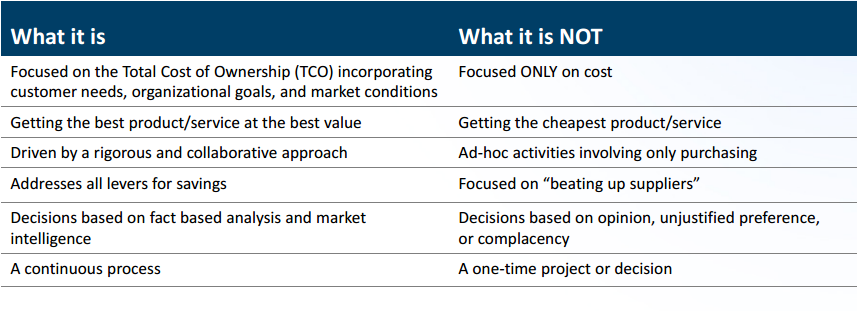 What it is
What it is NOT
Focused on the Total Cost of Ownership (TCO) incorporating
customer needs, organizational goals, and market conditions
Focused ONLY on cost
Getting the best product/service at the best value
Getting the cheapest product/service
Driven by a rigorous and collaborative approach
Ad-hoc activities involving only purchasing
Addresses all levers for savings
Focused on “beating up suppliers”
Decisions based on fact based analysis and market
intelligence
Decisions based on opinion, unjustified preference,
or complacency
A continuous process
A one-time project or decision